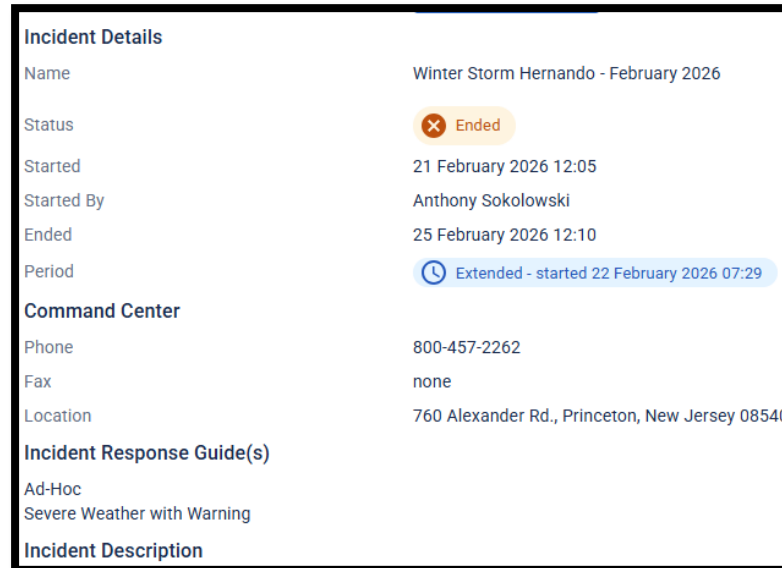 Incident Details
Name Winter Storm Hernando - February 2026
Status Ended
Started 21 February 2026 12:05
Started By Anthony Sokolowski
Ended 25 February 2026 12:10
Period Extended - started 22 February 2026 07:29
Command Center
Phone 800-457-2262
Fax none
Location 760 Alexander Rd., Princeton, New Jersey 08540
Incident Response Guide(s)
Ad-Hoc
Severe Weather with Warning
Incident Description